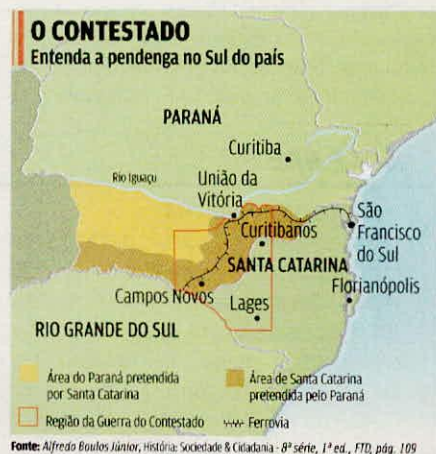 O CONTESTADO
Entenda a pendenga no Sul do país
PARANÁ
Curitiba
Rio Iguaçu
União da
Vitória
São
Francisco
do Sul
Curitibanos
SANTA CATARINA
Florianópolis
Campos Novos
Lages
RIO GRANDE DO SUL
Área do Paraná pretendida
por Santa Catarina
Área de Santa Catarina
pretendida pelo Paraná
Região da Guerra do Contestado
Ferrovia
Fonte: Alfredo Boulos Júnior, História: Sociedade & Cidadania - 8ª série, 1ª ed., FTD, pág. 109